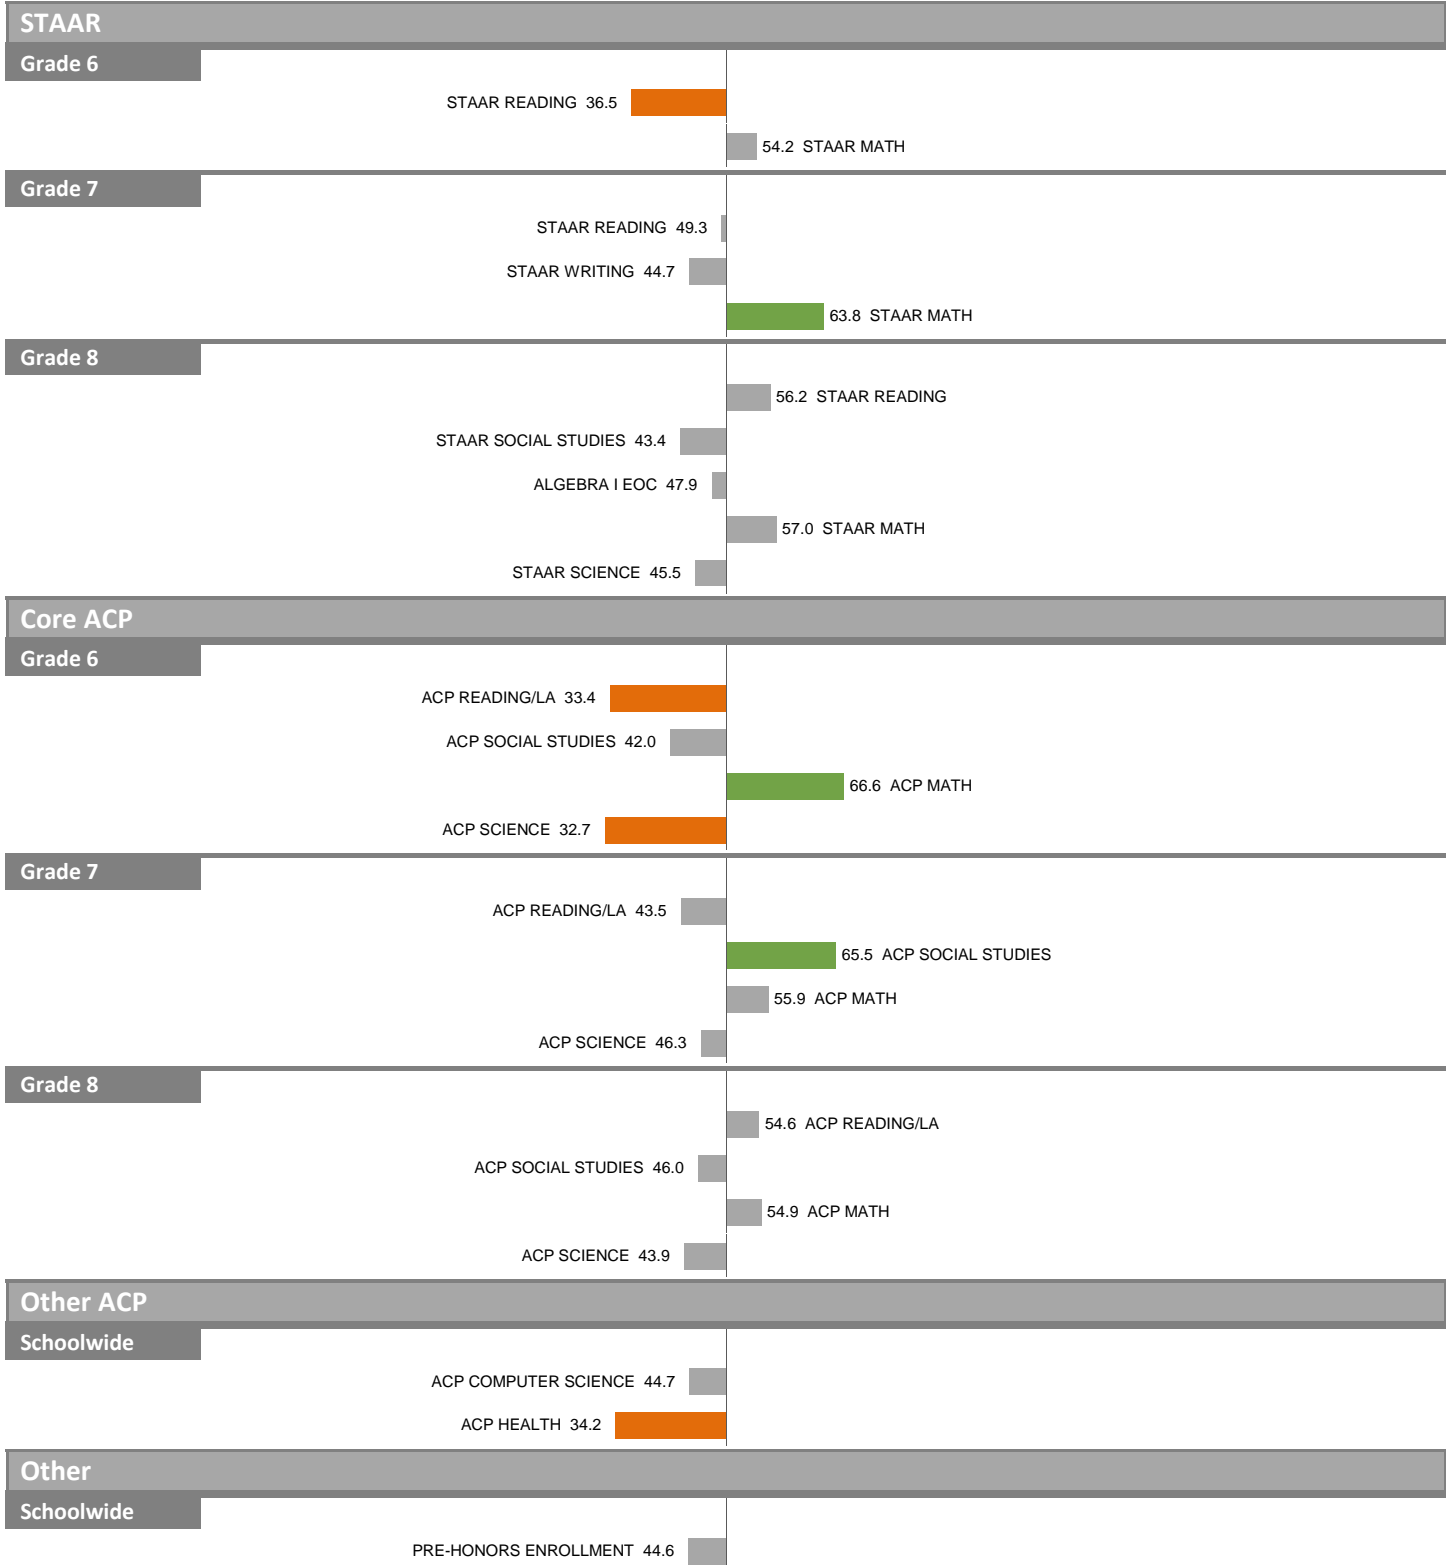 STAAR
Grade 6
STAAR READING 36.5
54.2 STAAR MATH
Grade 7
STAAR READING 49.3
STAAR WRITING 44.7
63.8 STAAR MATH
Grade 8
56.2 STAAR READING
STAAR SOCIAL STUDIES 43.4
ALGEBRA I EOC 47.9
57.0 STAAR MATH
STAAR SCIENCE 45.5
Core ACP
Grade 6
ACP READING/LA 33.4
ACP SOCIAL STUDIES 42.0
66.6 ACP MATH
ACP SCIENCE 32.7
Grade 7
ACP READING/LA 43.5
65.5 ACP SOCIAL STUDIES
55.9 ACP MATH
ACP SCIENCE 46.3
Grade 8
54.6 ACP READING/LA
ACP SOCIAL STUDIES 46.0
54.9 ACP MATH
ACP SCIENCE 43.9
Other ACP
Schoolwide
ACP COMPUTER SCIENCE 44.7
ACP HEALTH 34.2
Other
Schoolwide
PRE-HONORS ENROLLMENT 44.6